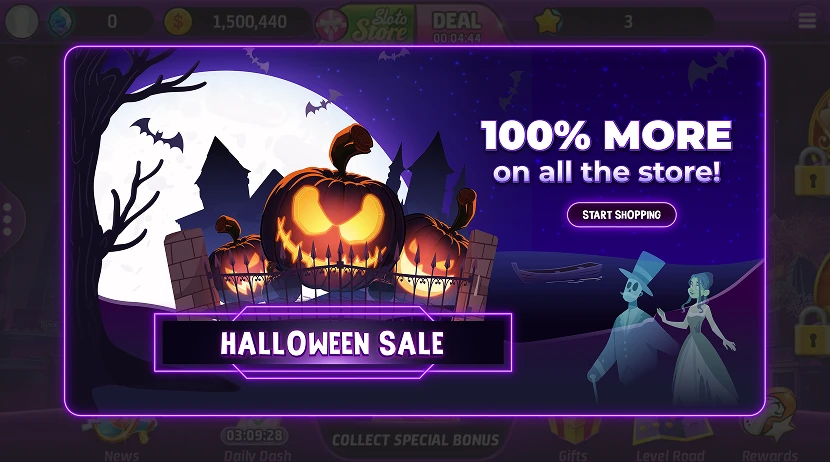 0
1,500,440
Sloto
Store
DEAL
00:04:44
3
100% MORE
on all the store!
START SHOPPING
HALLOWEEN SALE
03:09:28
COLLECT SPECIAL BONUS
News
Daily Dash
Gifts
Level Road
Rewards